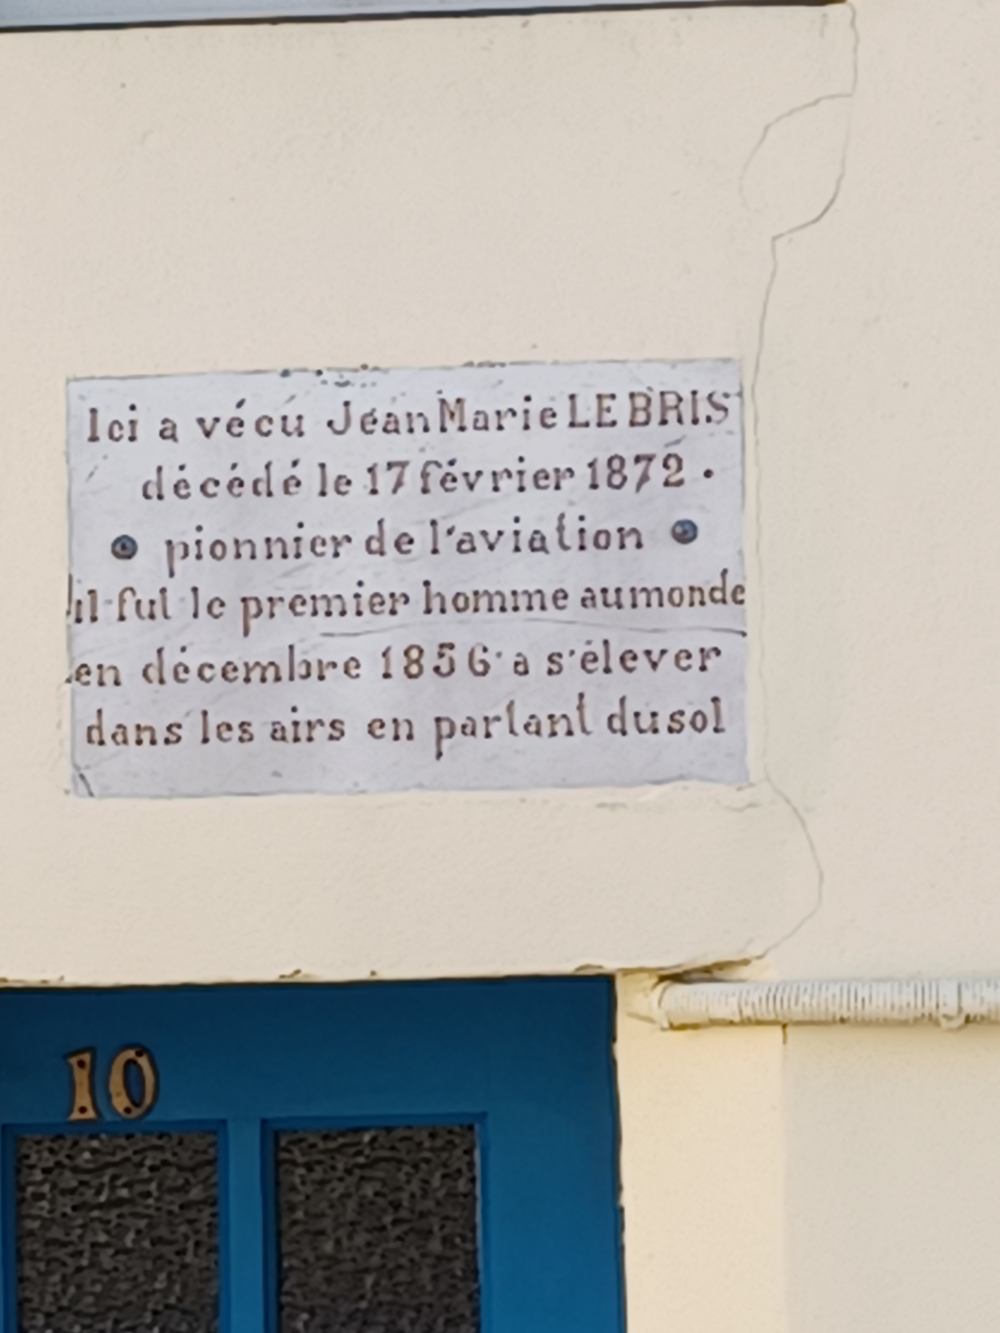 Ici a vécu Jean Marie LE BRIS
décédé le 17 février 1872.
pionnier de l'aviation
il fut le premier homme au monde
en décembre 1856 a s'élever
dans les airs en partant du sol
10